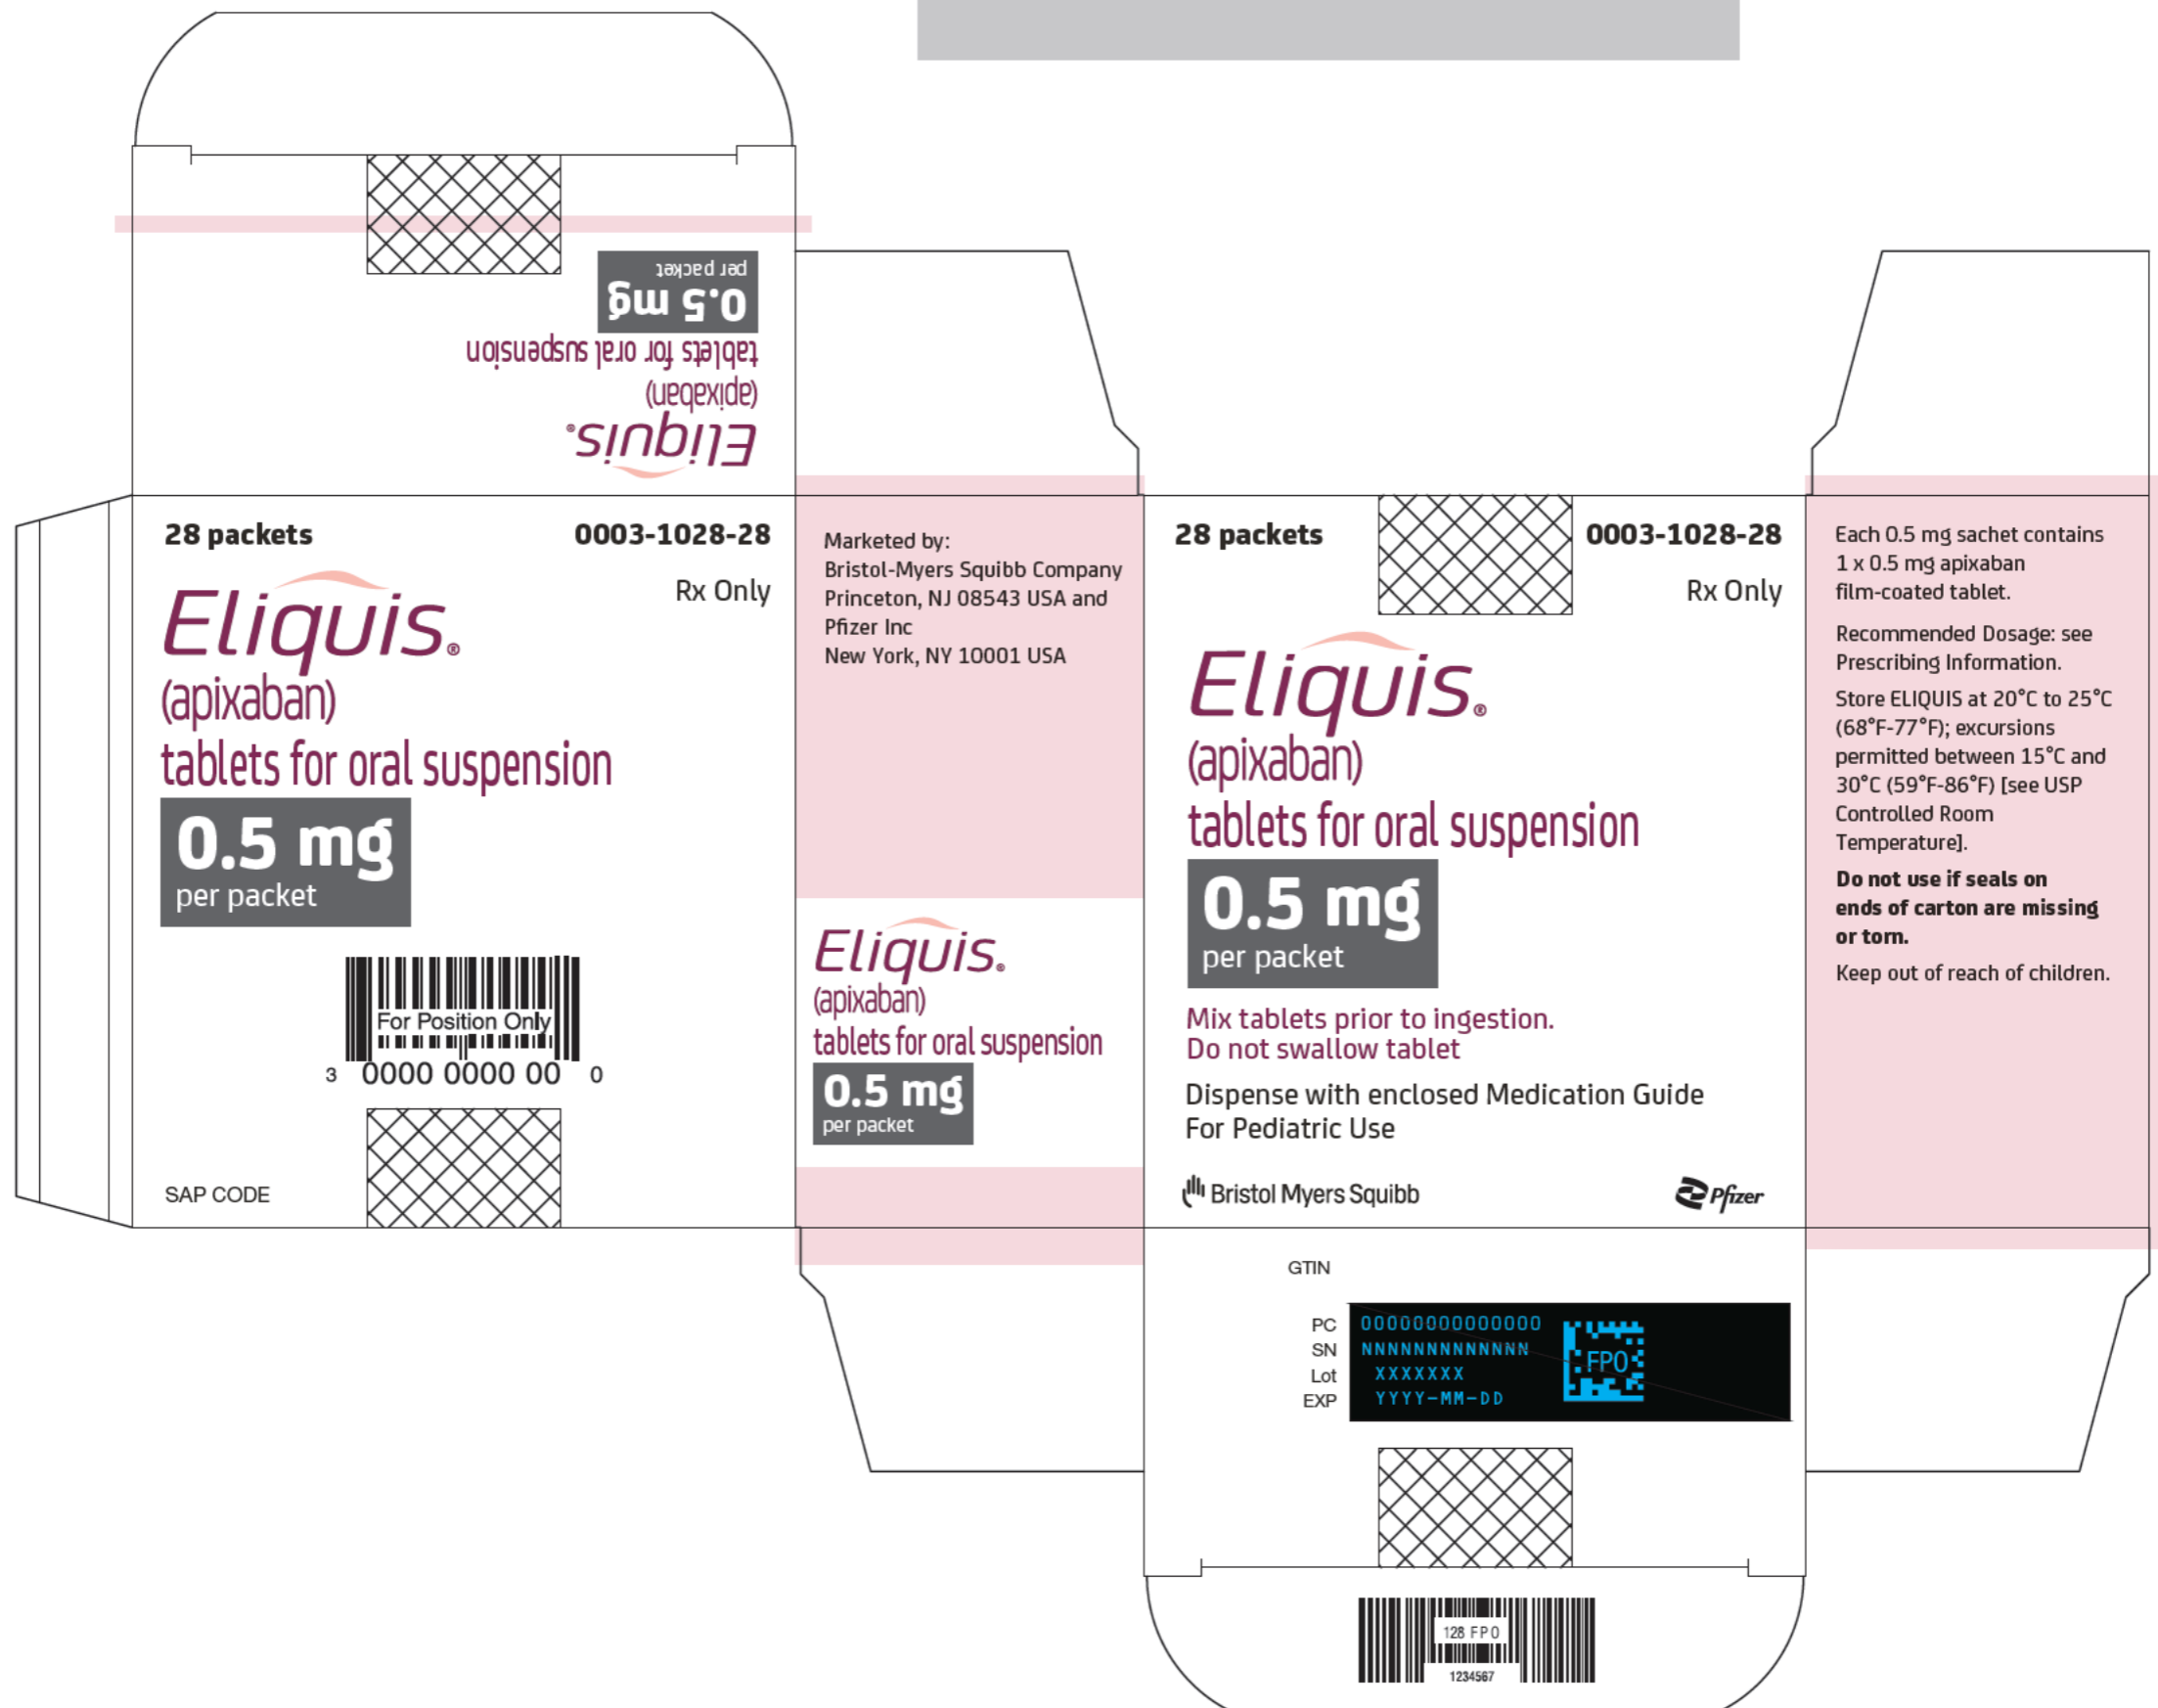 per packet
0.5 mg
tablets for oral suspension
(apixaban)
Eliquis®
28 packets
0003-1028-28
Rx Only
Eliquis®
(apixaban)
tablets for oral suspension
0.5 mg
per packet
For Position Only
3 0000 0000 00 0
SAP CODE
Marketed by:
Bristol-Myers Squibb Company
Princeton, NJ 08543 USA and
Pfizer Inc
New York, NY 10001 USA
Eliquis®
(apixaban)
tablets for oral suspension
0.5 mg
per packet
28 packets
0003-1028-28
Rx Only
Eliquis®
(apixaban)
tablets for oral suspension
0.5 mg
per packet
Mix tablets prior to ingestion.
Do not swallow tablet
Dispense with enclosed Medication Guide
For Pediatric Use
Bristol Myers Squibb
Pfizer
Each 0.5 mg sachet contains
1 x 0.5 mg apixaban
film-coated tablet.
Recommended Dosage: see
Prescribing Information.
Store ELIQUIS at 20°C to 25°C
(68°F-77°F); excursions
permitted between 15°C and
30°C (59°F-86°F) [see USP
Controlled Room
Temperature].
Do not use if seals on
ends of carton are missing
or torn.
Keep out of reach of children.
GTIN
PC 00000000000000
SN NNNNNNNNNNNNN
Lot XXXXXXX
EXP YYYY-MM-DD
FPO
128 FPO
1234567